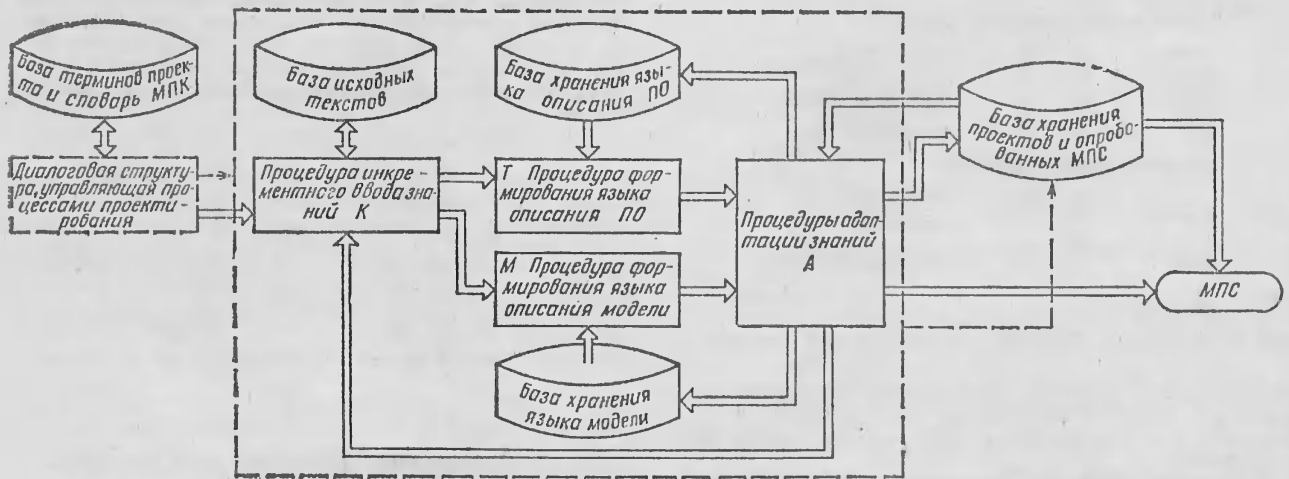 База терминов проек-
та и словарь МПК
База исходных
текстов
База хранения язы-
ка описания ПО
База хранения
проектов и опробо-
ванных МПС
Диалоговая структу-
ра, управляющая про-
цессами проекти-
рования
Процедура инкре-
ментного ввода зна-
ний К
Т Процедура фор-
мирования языка
описания ПО
Процедуры адап-
тации знаний
А
М Процедура фор-
мирования языка
описания модели
МПС
База хранения
языка модели